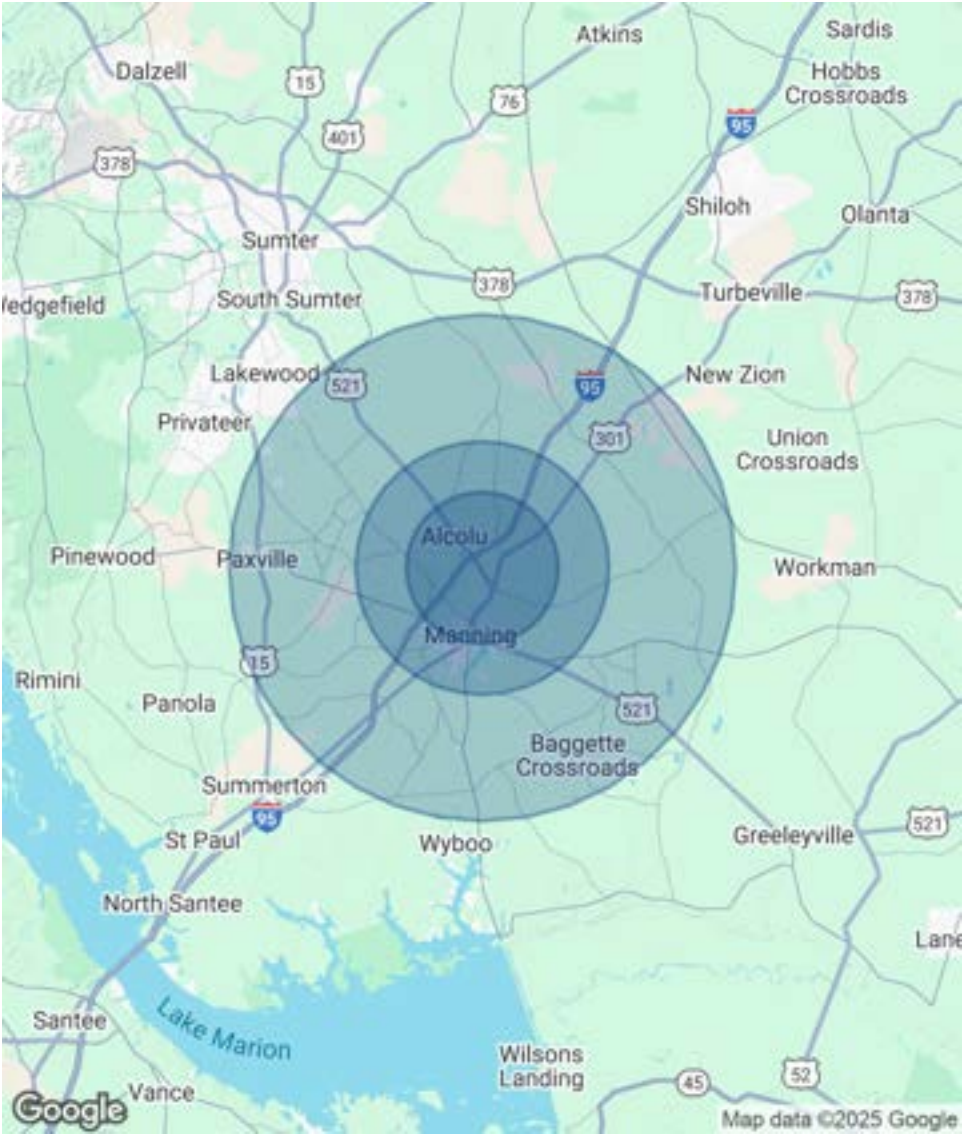 Atkins
Sardis
Dalzell
15
Hobbs
Crossroads
76
401
95
378
Shiloh
Olanta
Sumter
378
Turbeville
378
South Sumter
Wedgefield
Lakewood
521
95
New Zion
Privateer
301
Union
Crossroads
Alcolu
Pinewood
Paxville
Workman
Manning
15
Rimini
Panola
521
Baggette
Crossroads
Summerton
95
St Paul
Wyboo
Greeleyville
521
North Santee
Lane
Santee
Lake Marion
Wilsons
Landing
52
45
Vance
Google
Map data ©2025 Google